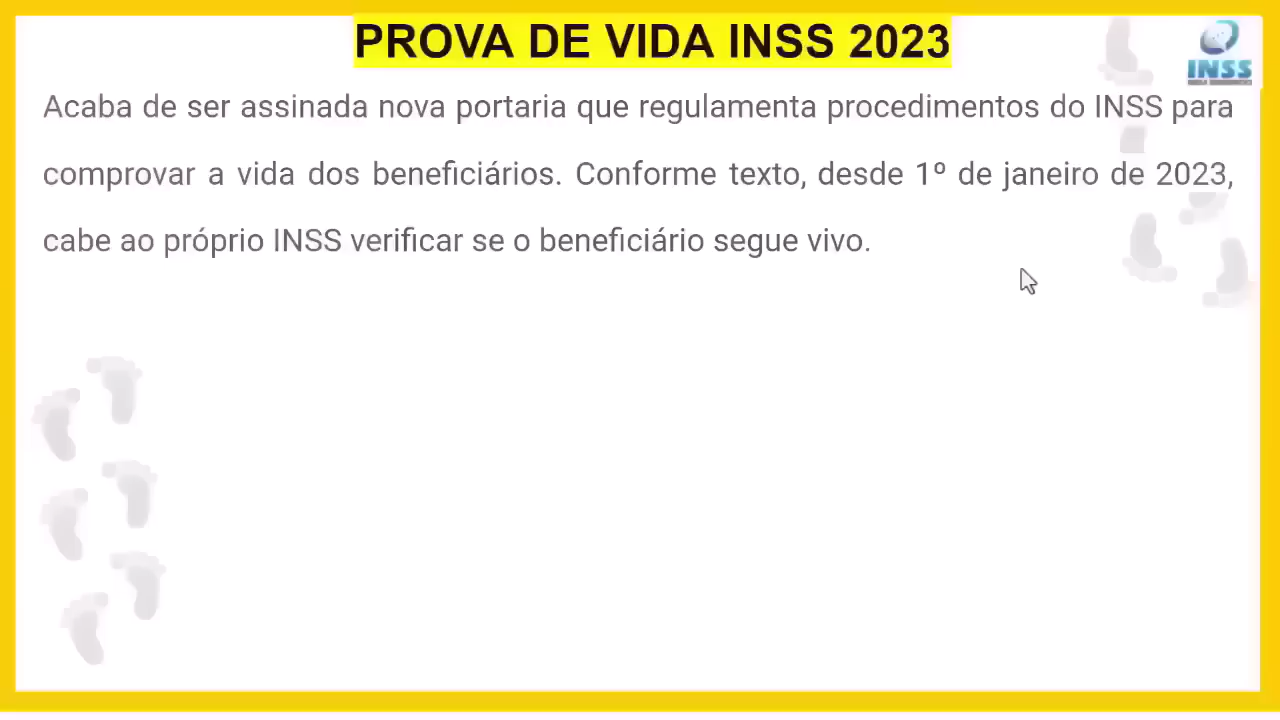 PROVA DE VIDA INSS 2023
INSS
Acaba de ser assinada nova portaria que regulamenta procedimentos do INSS para
comprovar a vida dos beneficiários. Conforme texto, desde 1º de janeiro de 2023,
cabe ao próprio INSS verificar se o beneficiário segue vivo.